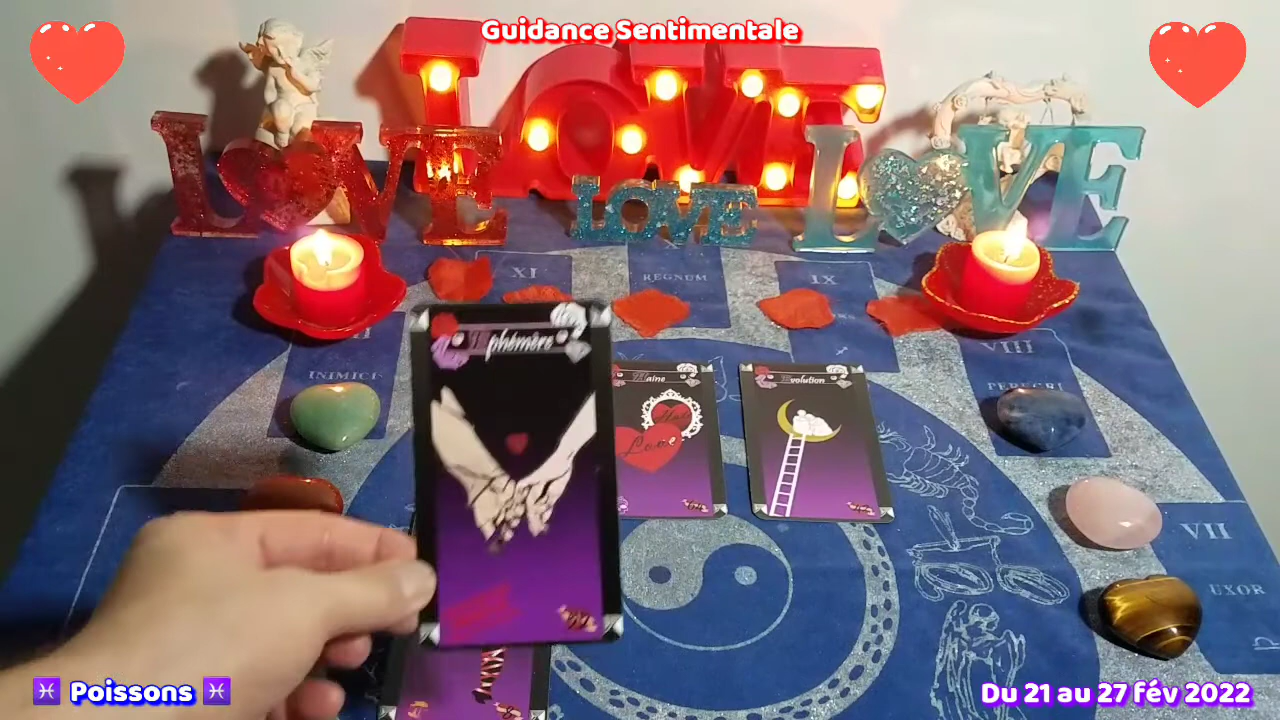 Guidance Sentimentale
LOVE
LOVE
LOVE
LOVE
XI
REGNUM
IX
VIII
INIMICI
PEREGRI
Ephémère
Haine
Evolution
Love
VII
UXOR
♓ Poissons ♓
Du 21 au 27 fév 2022